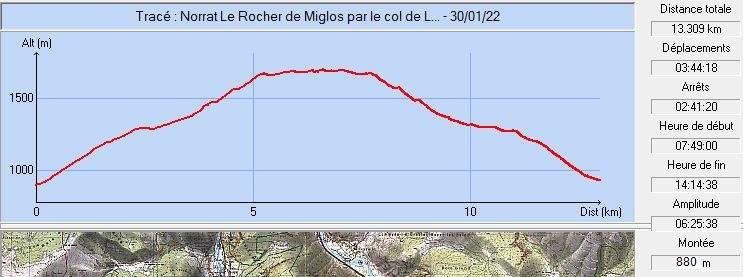 Tracé : Norrat Le Rocher de Miglos par le col de L... - 30/01/22
Alt (m)
1500
1000
0
5
10
Dist (km)
Distance totale
13.309 km
Déplacements
03:44:18
Arrêts
02:41:20
Heure de début
07:49:00
Heure de fin
14:14:38
Amplitude
06:25:38
Montée
880 m